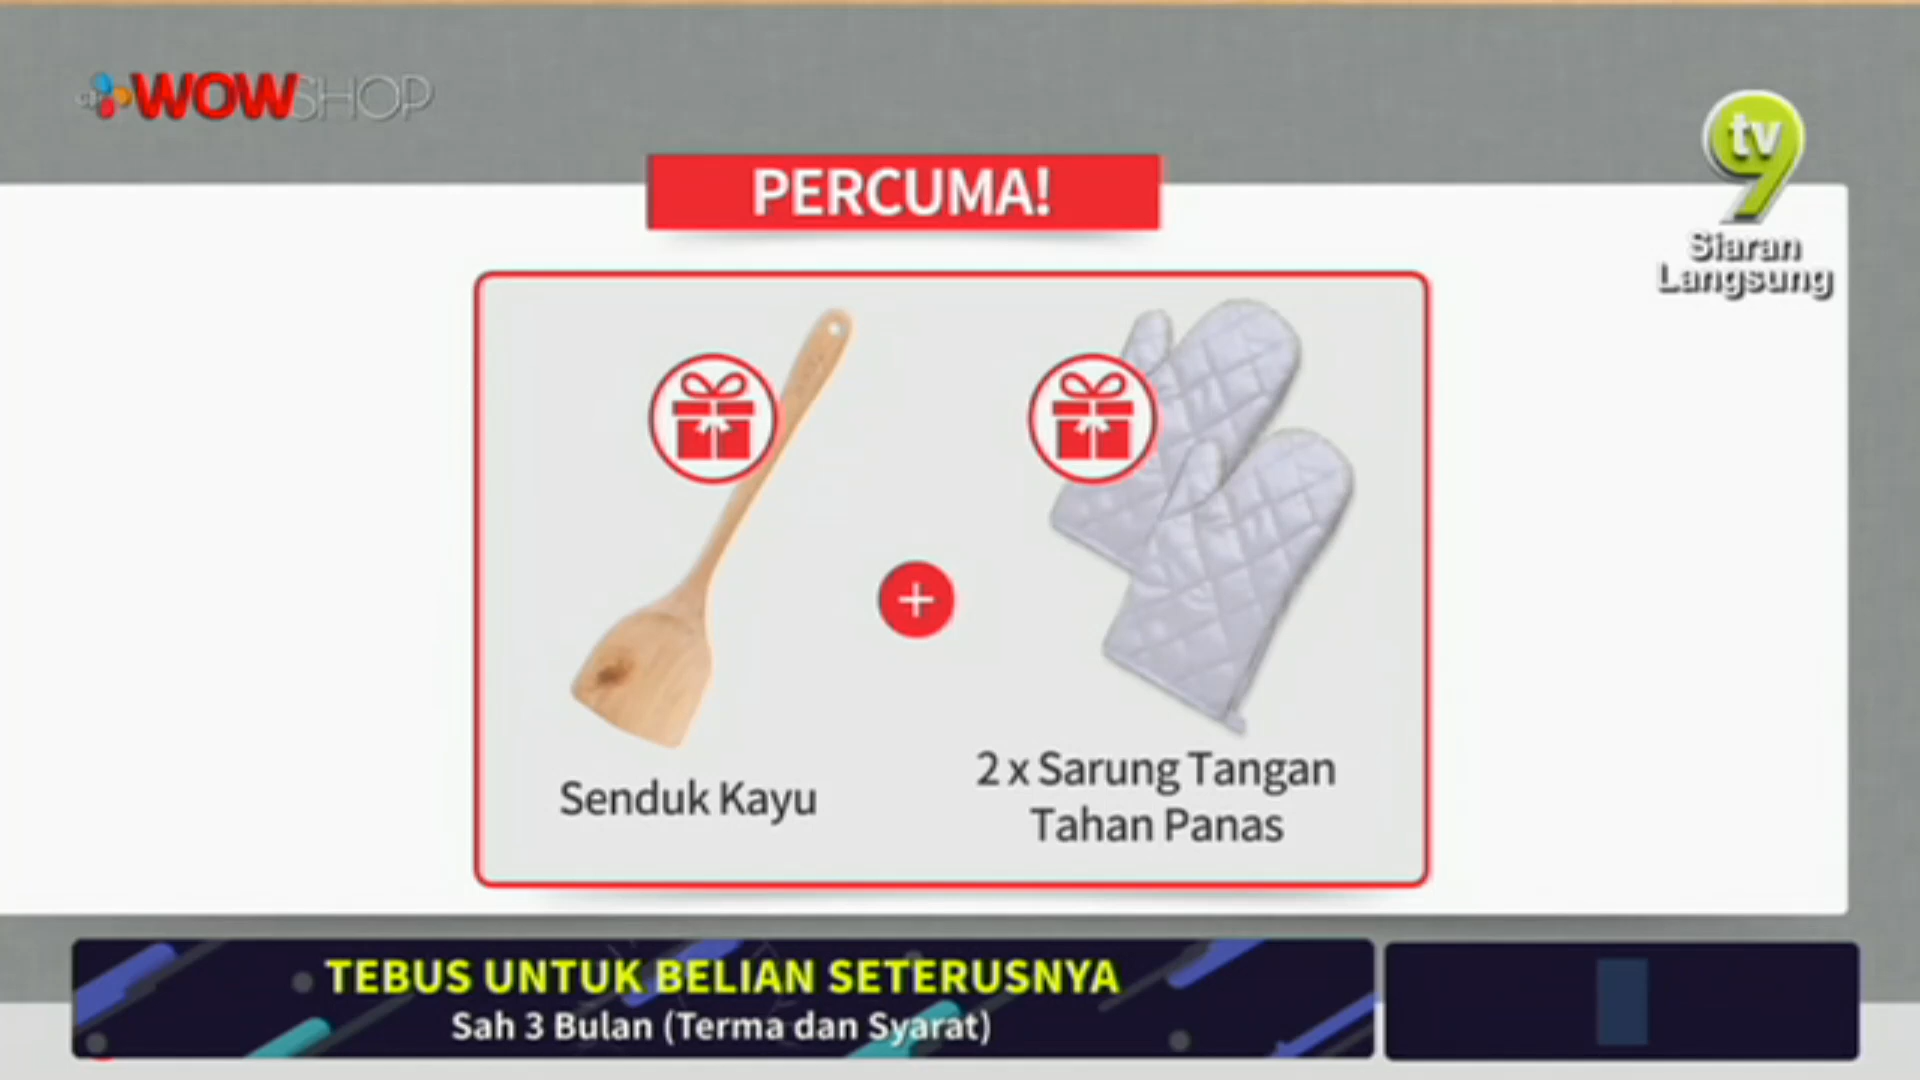 WOWSHOP
tv9
Siaran
Langsung
PERCUMA!
Senduk Kayu
2 x Sarung Tangan
Tahan Panas
TEBUS UNTUK BELIAN SETERUSNYA
Sah 3 Bulan (Terma dan Syarat)